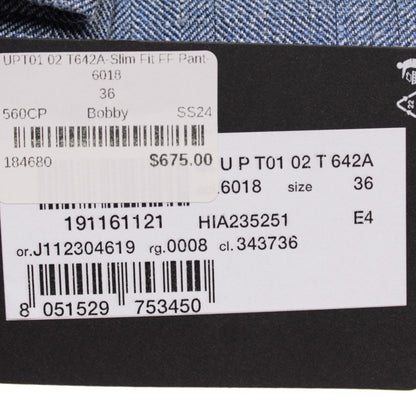 UPT01 02 T642A-Slim Fit FF Pant-
6018
36
560CP Bobby SS24
184680 $675.00
U P T01 02 T 642A
6018 size 36
191161121 HIA235251 E4
or.J112304619 rg.0008 cl.343736
8 051529 753450
22